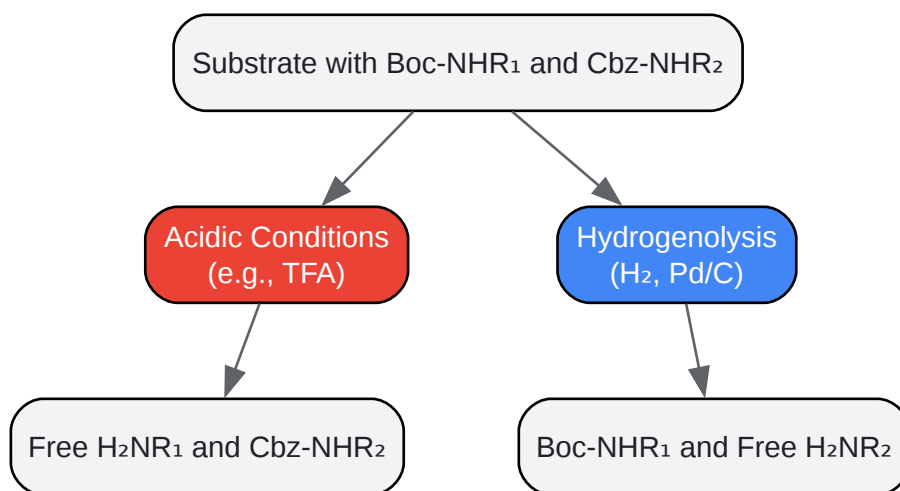 Substrate with Boc-NHR₁ and Cbz-NHR₂
Acidic Conditions
(e.g., TFA)
Hydrogenolysis
(H₂, Pd/C)
Free H₂NR₁ and Cbz-NHR₂
Boc-NHR₁ and Free H₂NR₂